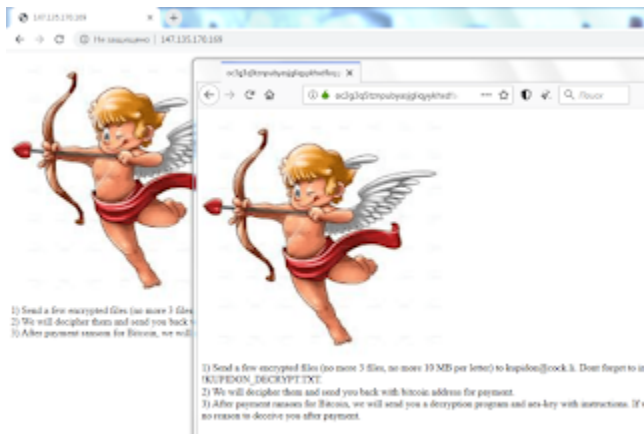 147.135.170.169
Не защищено | 147.135.170.169
Поиск
1) Send a few encrypted files (no more 3 files
2) We will decipher them and send you back
3) After payment ransom for Bitcoin, we will
1) Send a few encrypted files (no more 3 files, no more 10 MB per letter) to kupidon@cock.li. Dont forget to
!KUPIDON_DECRYPT.TXT.
2) We will decipher them and send you back with bitcoin address for payment.
3) After payment ransom for Bitcoin, we will send you a decryption program and aes-key with instructions. If
no reason to deceive you after payment.